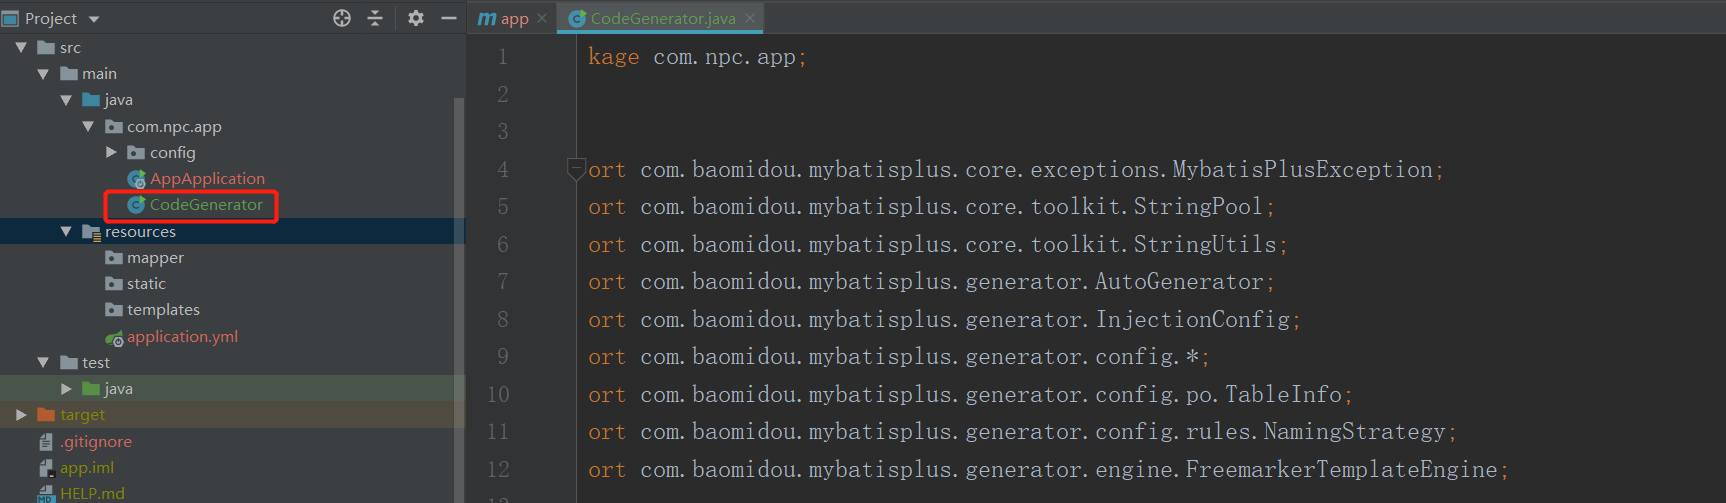 Project
src
main
java
com.npc.app
config
AppApplication
CodeGenerator
resources
mapper
static
templates
application.yml
test
java
target
.gitignore
app.iml
HELP.md
m app
CodeGenerator.java
1 kage com.npc.app;
2
3
4 ort com.baomidou.mybatisplus.core.exceptions.MybatisPlusException;
5 ort com.baomidou.mybatisplus.core.toolkit.StringPool;
6 ort com.baomidou.mybatisplus.core.toolkit.StringUtils;
7 ort com.baomidou.mybatisplus.generator.AutoGenerator;
8 ort com.baomidou.mybatisplus.generator.InjectionConfig;
9 ort com.baomidou.mybatisplus.generator.config.*;
10 ort com.baomidou.mybatisplus.generator.config.po.TableInfo;
11 ort com.baomidou.mybatisplus.generator.config.rules.NamingStrategy;
12 ort com.baomidou.mybatisplus.generator.engine.FreemarkerTemplateEngine;